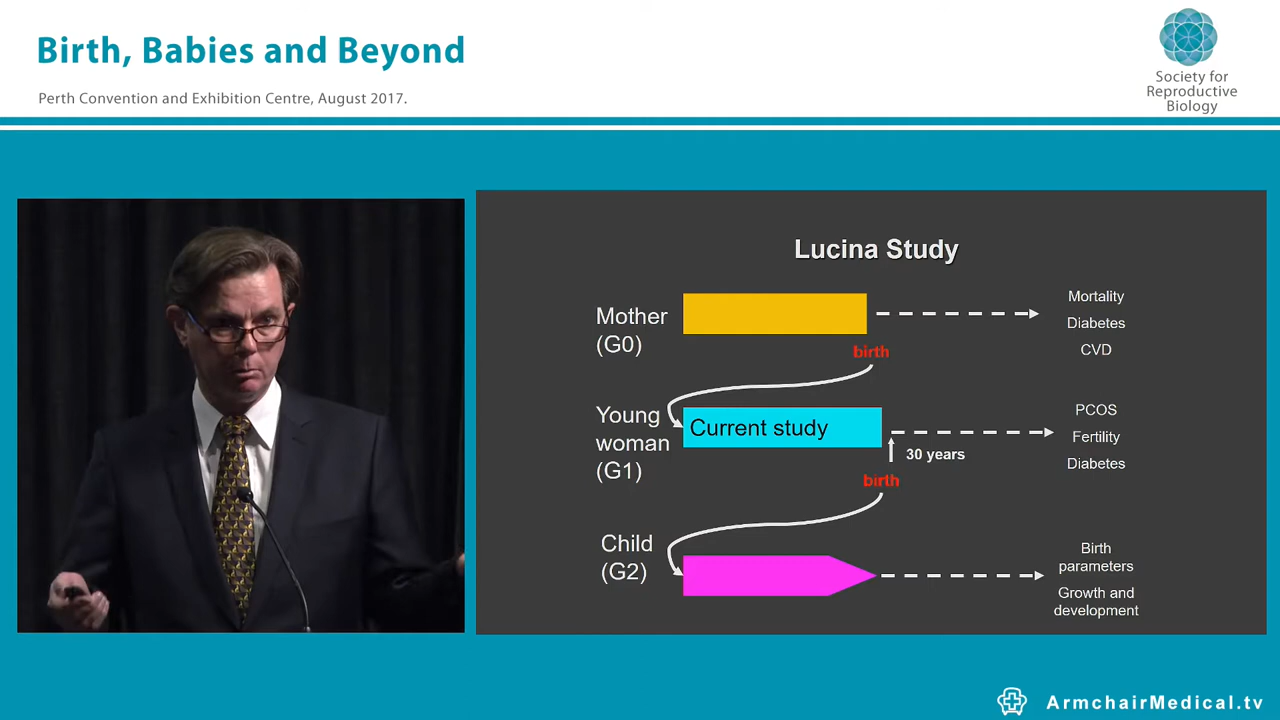 Birth, Babies and Beyond
Perth Convention and Exhibition Centre, August 2017.
Society for
Reproductive
Biology
Lucina Study
Mother
(G0)
birth
Mortality
Diabetes
CVD
Young
woman
(G1)
Current study
30 years
birth
PCOS
Fertility
Diabetes
Child
(G2)
Birth
parameters
Growth and
development
ArmchairMedical.tv